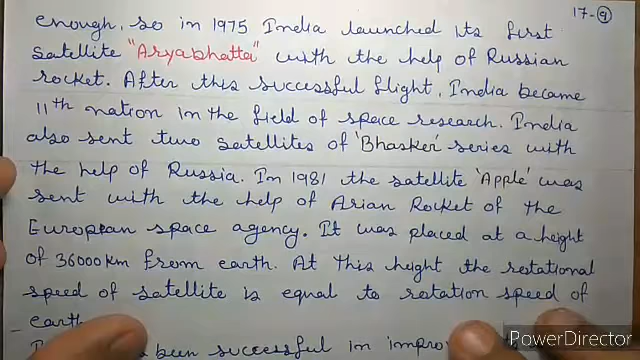 17-9
enough, so in 1975 India launched its first
satellite "Aryabhatta" with the help of Russian
rocket. After this successful flight, India became
11th nation in the field of space research. India
also sent two satellites of 'Bhasker' series with
the help of Russia. In 1981 the satellite 'Apple' was
sent with the help of Arian Rocket of the
European space agency. It was placed at a height
of 36000 km from earth. At this height the rotational
speed of satellite is equal to rotation speed of
earth
been successful in
PowerDirector